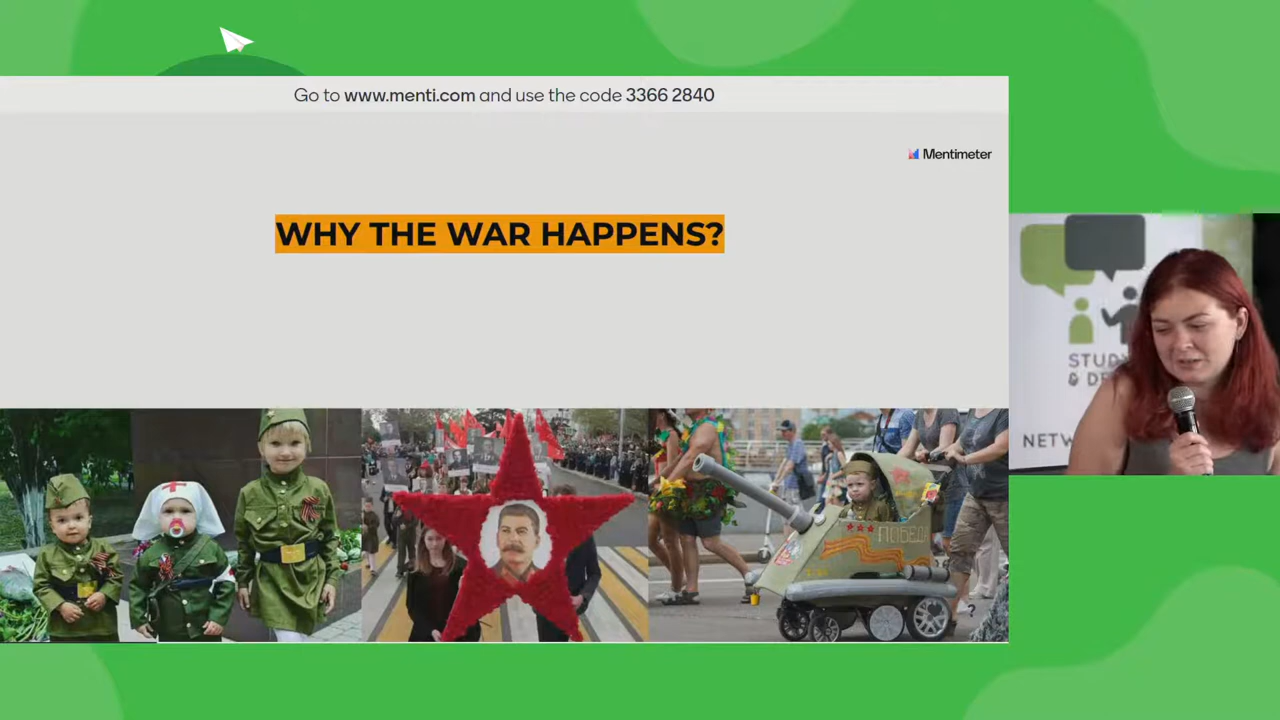 Go to www.menti.com and use the code 3366 2840
Mentimeter
WHY THE WAR HAPPENS?
STUD
& DE
NETW
ПОБЕДА